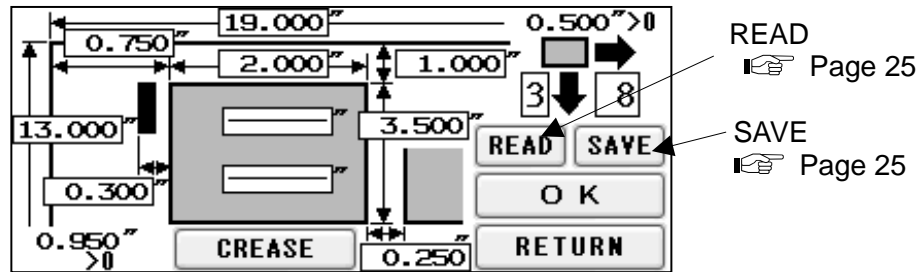 19.000" 0.500">0
0.750"
2.000" 1.000"
READ
☞ Page 25
3 8
13.000" " 3.500"
READ SAVE
SAVE
☞ Page 25
"
0.300"
O K
0.950"
>0
CREASE 0.250" RETURN